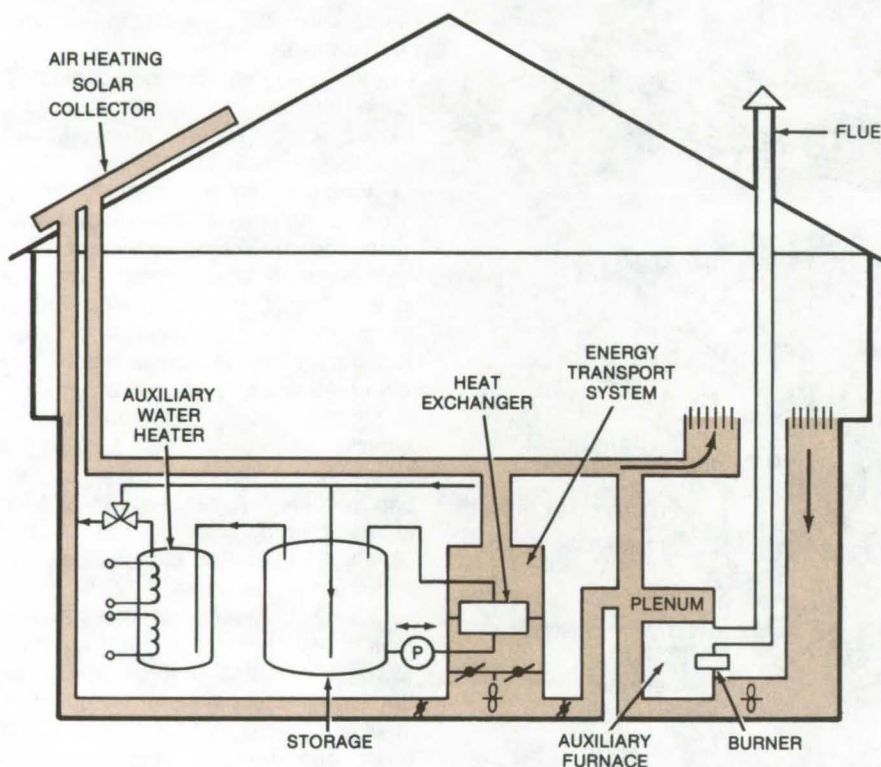 AIR HEATING
SOLAR
COLLECTOR
FLUE
ENERGY
TRANSPORT
SYSTEM
HEAT
EXCHANGER
AUXILIARY
WATER
HEATER
PLENUM
P
STORAGE
AUXILIARY
FURNACE
BURNER